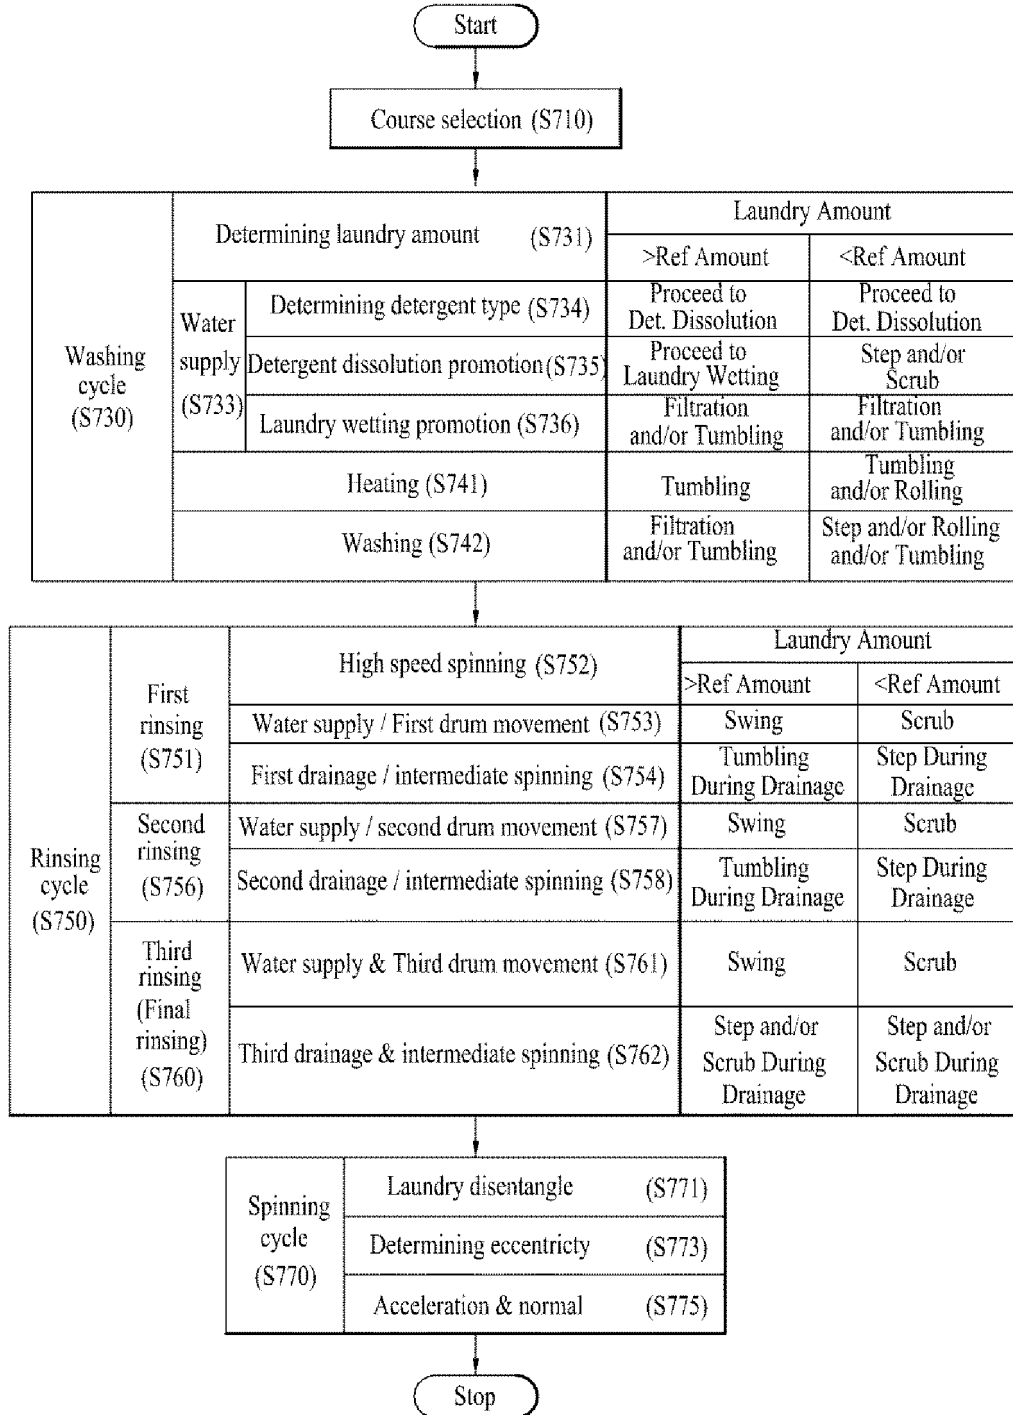 Start
Course selection (S710)
Washing
cycle
(S730)
Determining laundry amount (S731)
Laundry Amount
>Ref Amount
<Ref Amount
Water
supply
(S733)
Determining detergent type (S734)
Proceed to
Det. Dissolution
Proceed to
Det. Dissolution
Detergent dissolution promotion(S735)
Proceed to
Laundry Wetting
Step and/or
Scrub
Laundry wetting promotion (S736)
Filtration
and/or Tumbling
Filtration
and/or Tumbling
Heating (S741)
Tumbling
Tumbling
and/or Rolling
Washing (S742)
Filtration
and/or Tumbling
Step and/or Rolling
and/or Tumbling
Rinsing
cycle
(S750)
First
rinsing
(S751)
High speed spinning (S752)
Laundry Amount
>Ref Amount
<Ref Amount
Water supply / First drum movement (S753)
Swing
Scrub
First drainage / intermediate spinning (S754)
Tumbling
During Drainage
Step During
Drainage
Second
rinsing
(S756)
Water supply / second drum movement (S757)
Swing
Scrub
Second drainage / intermediate spinning (S758)
Tumbling
During Drainage
Step During
Drainage
Third
rinsing
(Final
rinsing)
(S760)
Water supply & Third drum movement (S761)
Swing
Scrub
Third drainage & intermediate spinning (S762)
Step and/or
Scrub During
Drainage
Step and/or
Scrub During
Drainage
Spinning
cycle
(S770)
Laundry disentangle (S771)
Determining eccentricty (S773)
Acceleration & normal (S775)
Stop